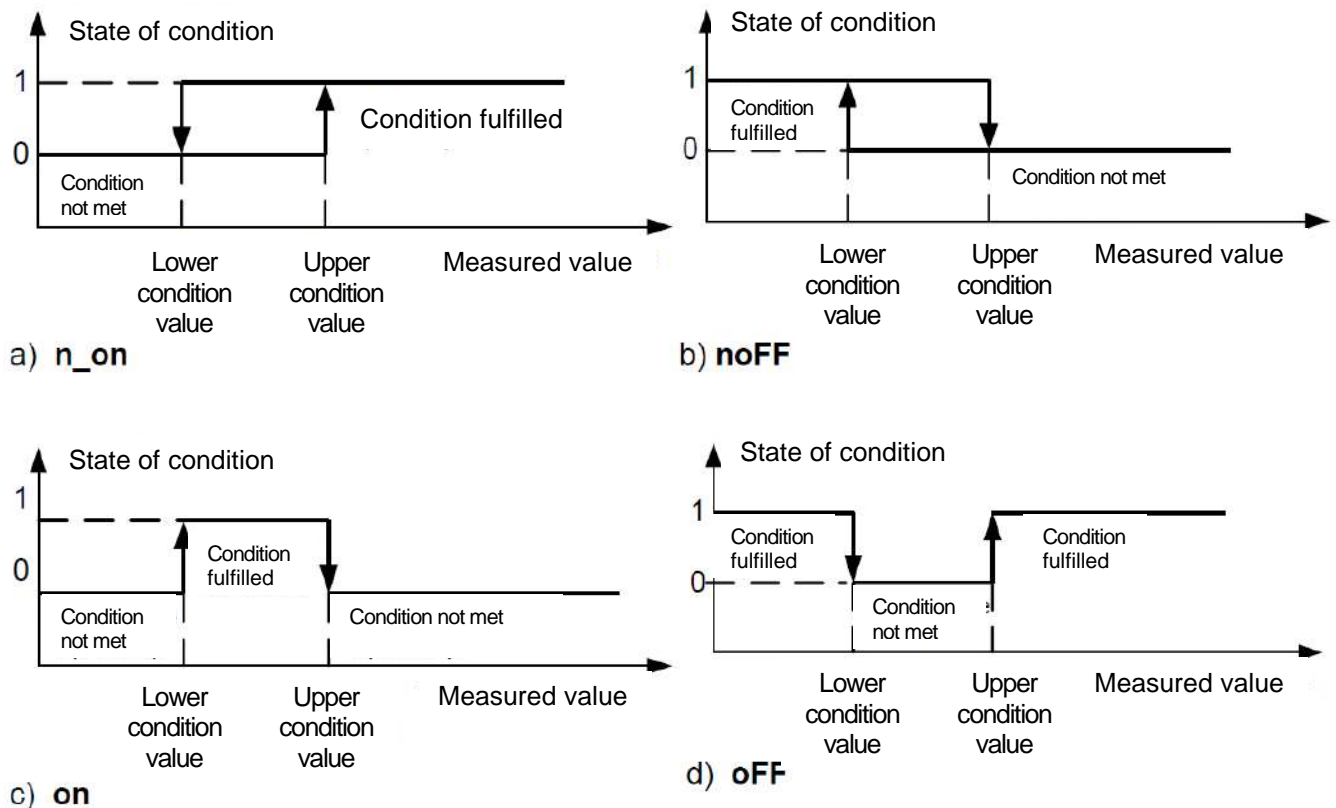 State of condition
1
Condition fulfilled
0
Condition
not met
Lower
condition
value
Upper
condition
value
Measured value
a) n_on
State of condition
1
Condition
fulfilled
0
Condition not met
Lower
condition
value
Upper
condition
value
Measured value
b) noFF
State of condition
1
Condition
fulfilled
0
Condition
not met
Condition not met
Lower
condition
value
Upper
condition
value
Measured value
c) on
State of condition
1
Condition
fulfilled
Condition
fulfilled
0
Condition
not met
Lower
condition
value
Upper
condition
value
Measured value
d) oFF